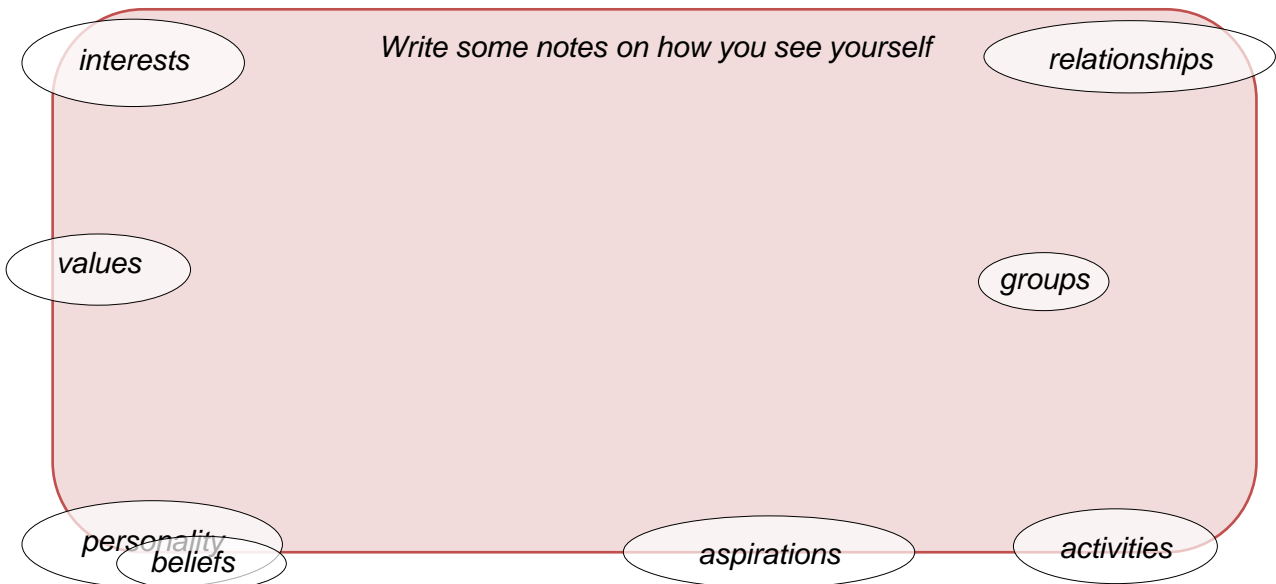 interests
Write some notes on how you see yourself
relationships
values
groups
personality
beliefs
aspirations
activities